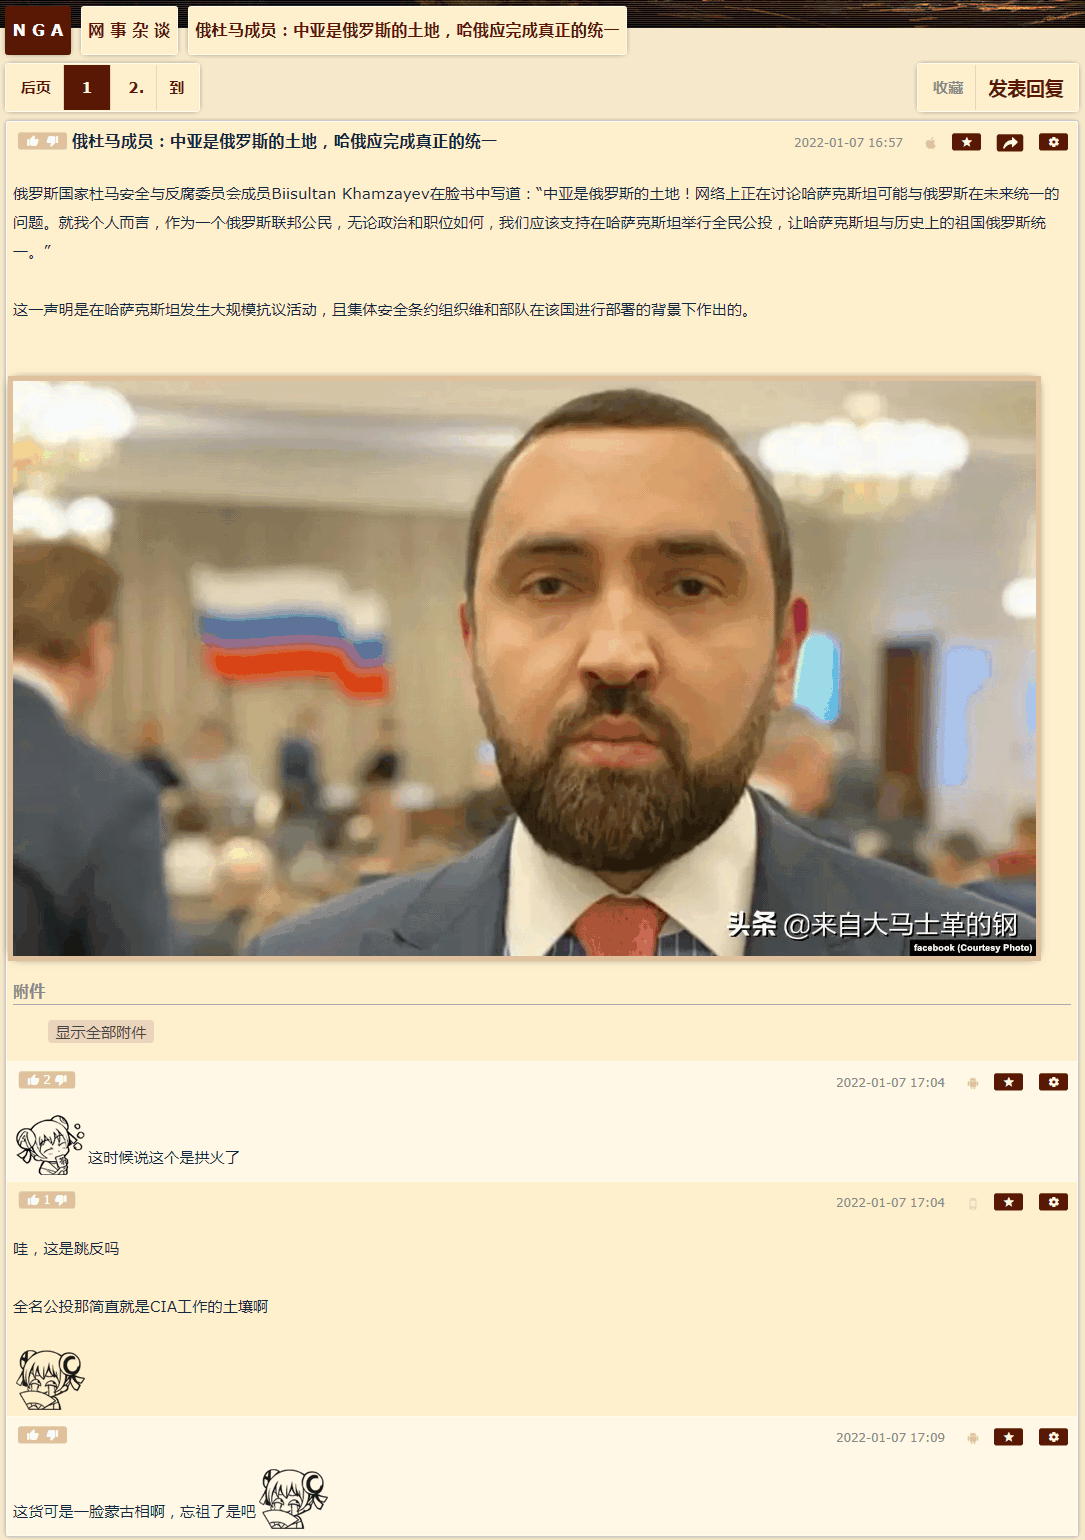 NGA 网事杂谈 俄杜马成员：中亚是俄罗斯的土地，哈俄应完成真正的统一
后页 1 2. 到 收藏 发表回复
俄杜马成员：中亚是俄罗斯的土地，哈俄应完成真正的统一 2022-01-07 16:57
俄罗斯国家杜马安全与反腐委员会成员Biisultan Khamzayev在脸书中写道：“中亚是俄罗斯的土地！网络上正在讨论哈萨克斯坦可能与俄罗斯在未来统一的
问题。就我个人而言，作为一个俄罗斯联邦公民，无论政治和职位如何，我们应该支持在哈萨克斯坦举行全民公投，让哈萨克斯坦与历史上的祖国俄罗斯统
一。”
这一声明是在哈萨克斯坦发生大规模抗议活动，且集体安全条约组织维和部队在该国进行部署的背景下作出的。
头条 @来自大马士革的钢
facebook (Courtesy Photo)
附件
显示全部附件
2 2022-01-07 17:04
这时候说这个是拱火了
1 2022-01-07 17:04
哇，这是跳反吗
全名公投那简直就是CIA工作的土壤啊
2022-01-07 17:09
这货可是一脸蒙古相啊，忘祖了是吧